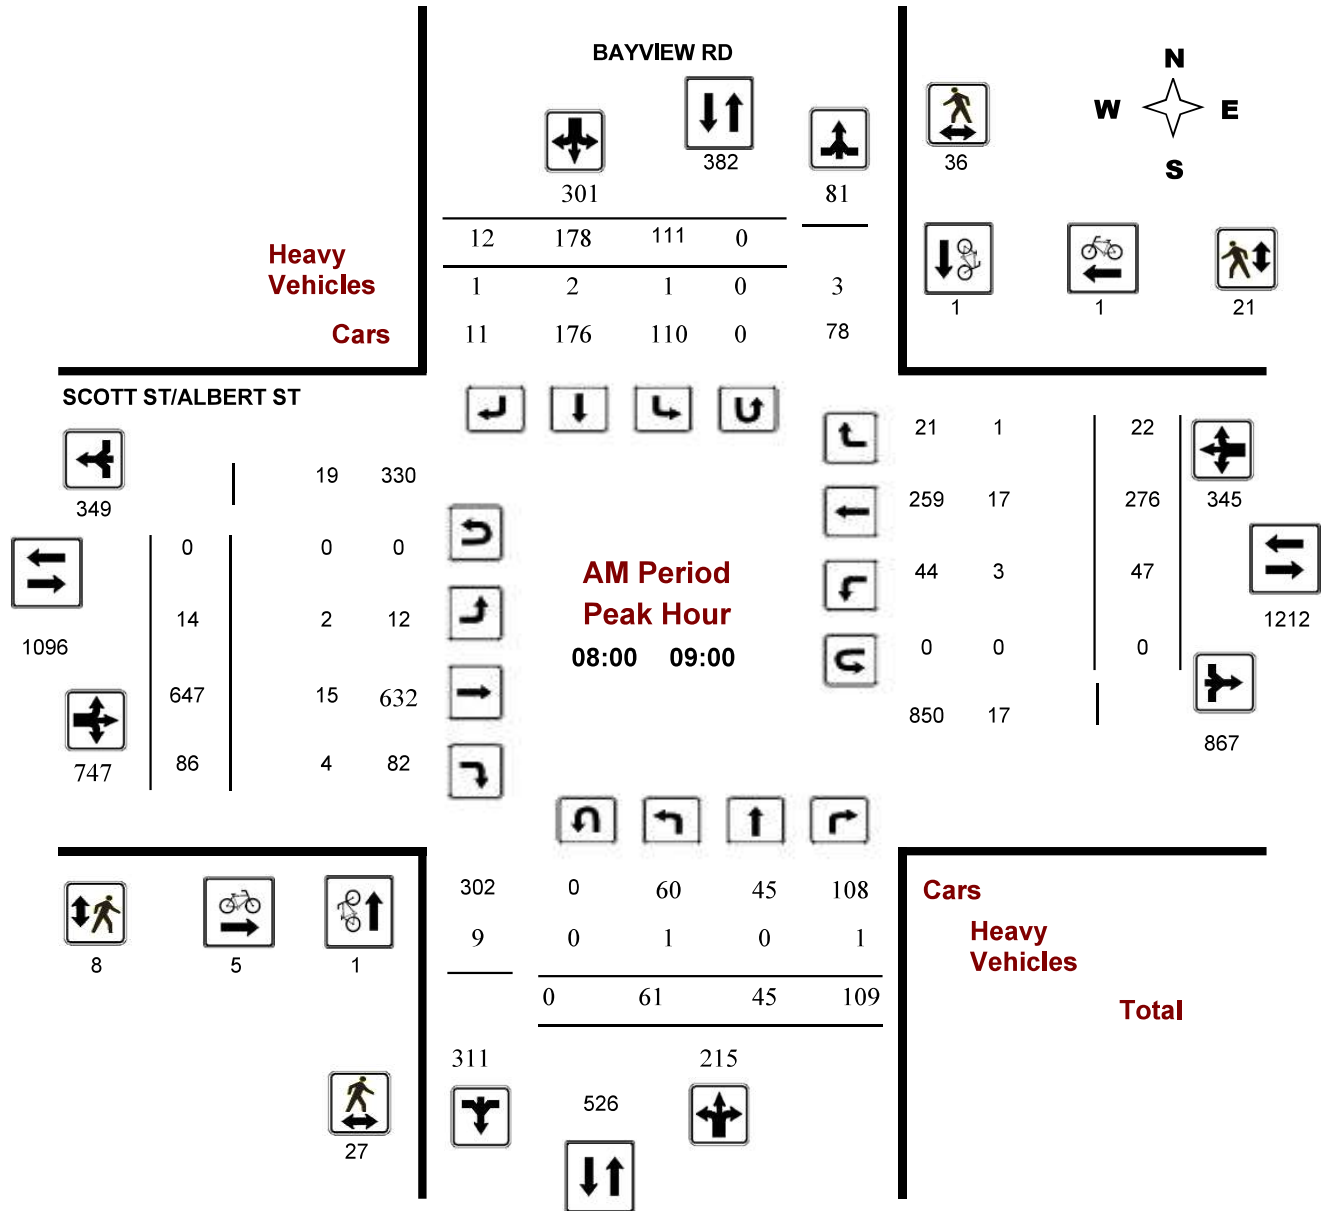 BAYVIEW RD
N
W E
S
382
36
301
81
12 178 111 0
Heavy
Vehicles
1 2 1 0 3
1 1 21
Cars
11 176 110 0 78
SCOTT ST/ALBERT ST
349
19 330
0 0 0
14 2 12
1096
647 15 632
747
86 4 82
AM Period
Peak Hour
08:00 09:00
21 1 22
259 17 276
345
44 3 47
1212
0 0 0
850 17
867
302 0 60 45 108
9 0 1 0 1
0 61 45 109
Cars
Heavy
Vehicles
Total
8 5 1
27
311
526
215